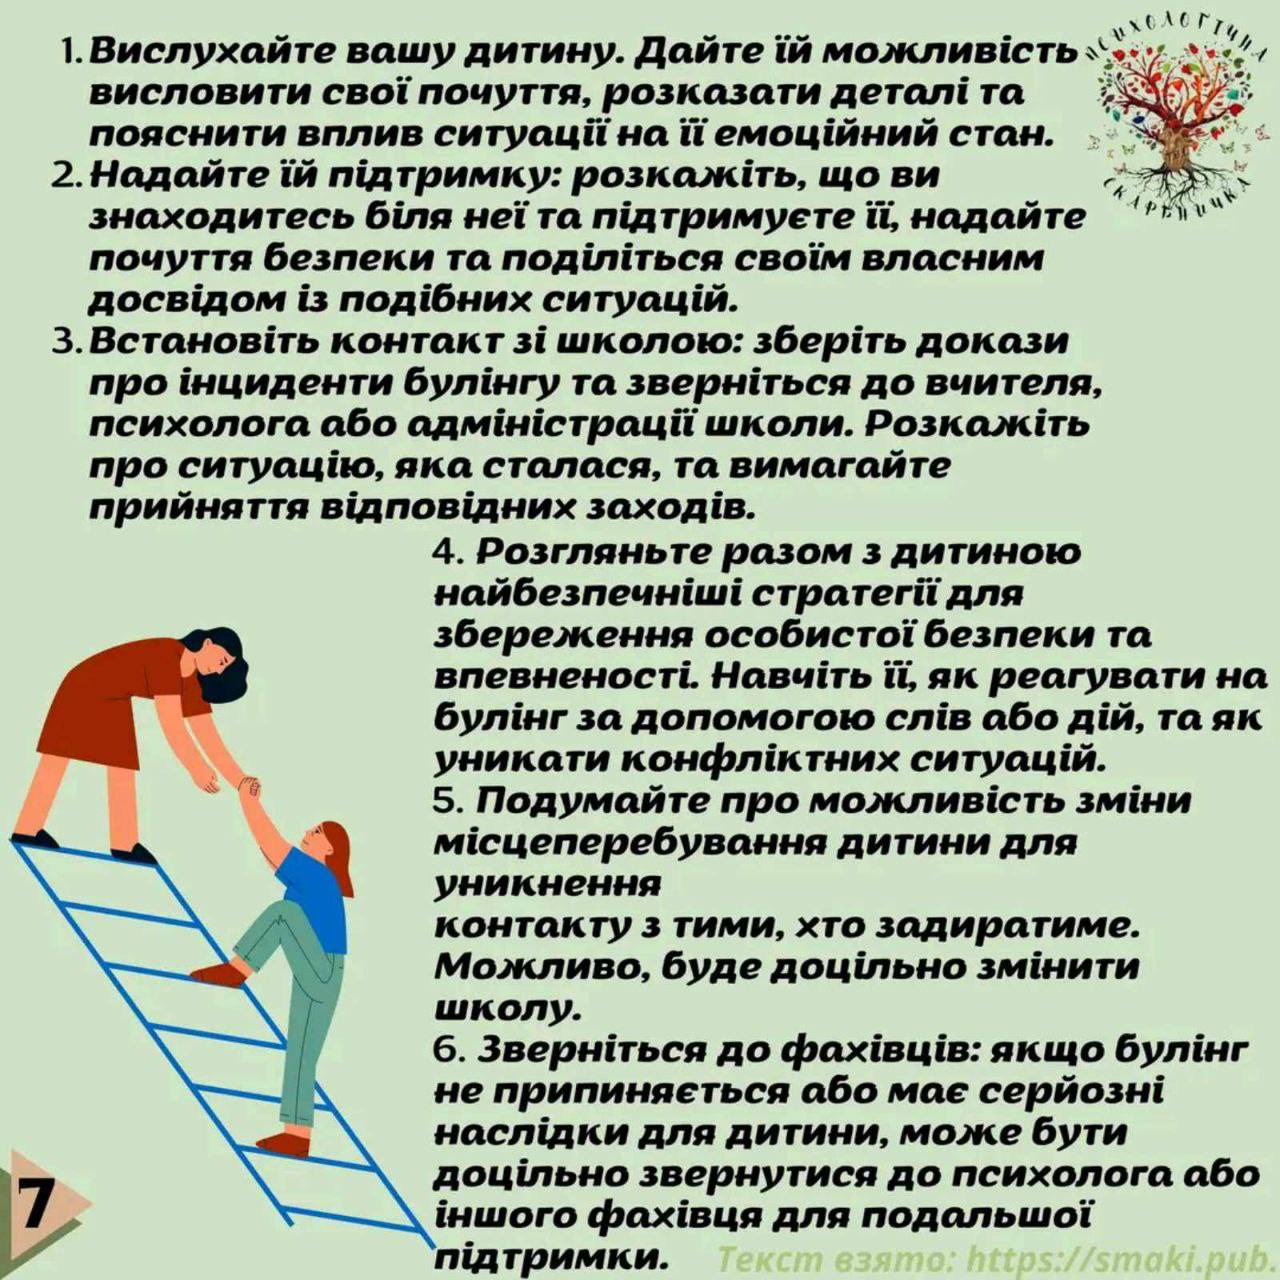 ПСИХОЛОГІЧНА
СКАРБНИЧКА
1. Вислухайте вашу дитину. Дайте їй можливість
висловити свої почуття, розказати деталі та
пояснити вплив ситуації на її емоційний стан.
2. Надайте їй підтримку: розкажіть, що ви
знаходитесь біля неї та підтримуєте її, надайте
почуття безпеки та поділіться своїм власним
досвідом із подібних ситуацій.
3. Встановіть контакт зі школою: зберіть докази
про інциденти булінгу та зверніться до вчителя,
психолога або адміністрації школи. Розкажіть
про ситуацію, яка сталася, та вимагайте
прийняття відповідних заходів.
4. Розгляньте разом з дитиною
найбезпечніші стратегії для
збереження особистої безпеки та
впевненості. Навчіть її, як реагувати на
булінг за допомогою слів або дій, та як
уникати конфліктних ситуацій.
5. Подумайте про можливість зміни
місцеперебування дитини для
уникнення
контакту з тими, хто задиратиме.
Можливо, буде доцільно змінити
школу.
6. Зверніться до фахівців: якщо булінг
не припиняється або має серйозні
наслідки для дитини, може бути
доцільно звернутися до психолога або
іншого фахівця для подальшої
підтримки.
7
Текст взято: https://smaki.pub.